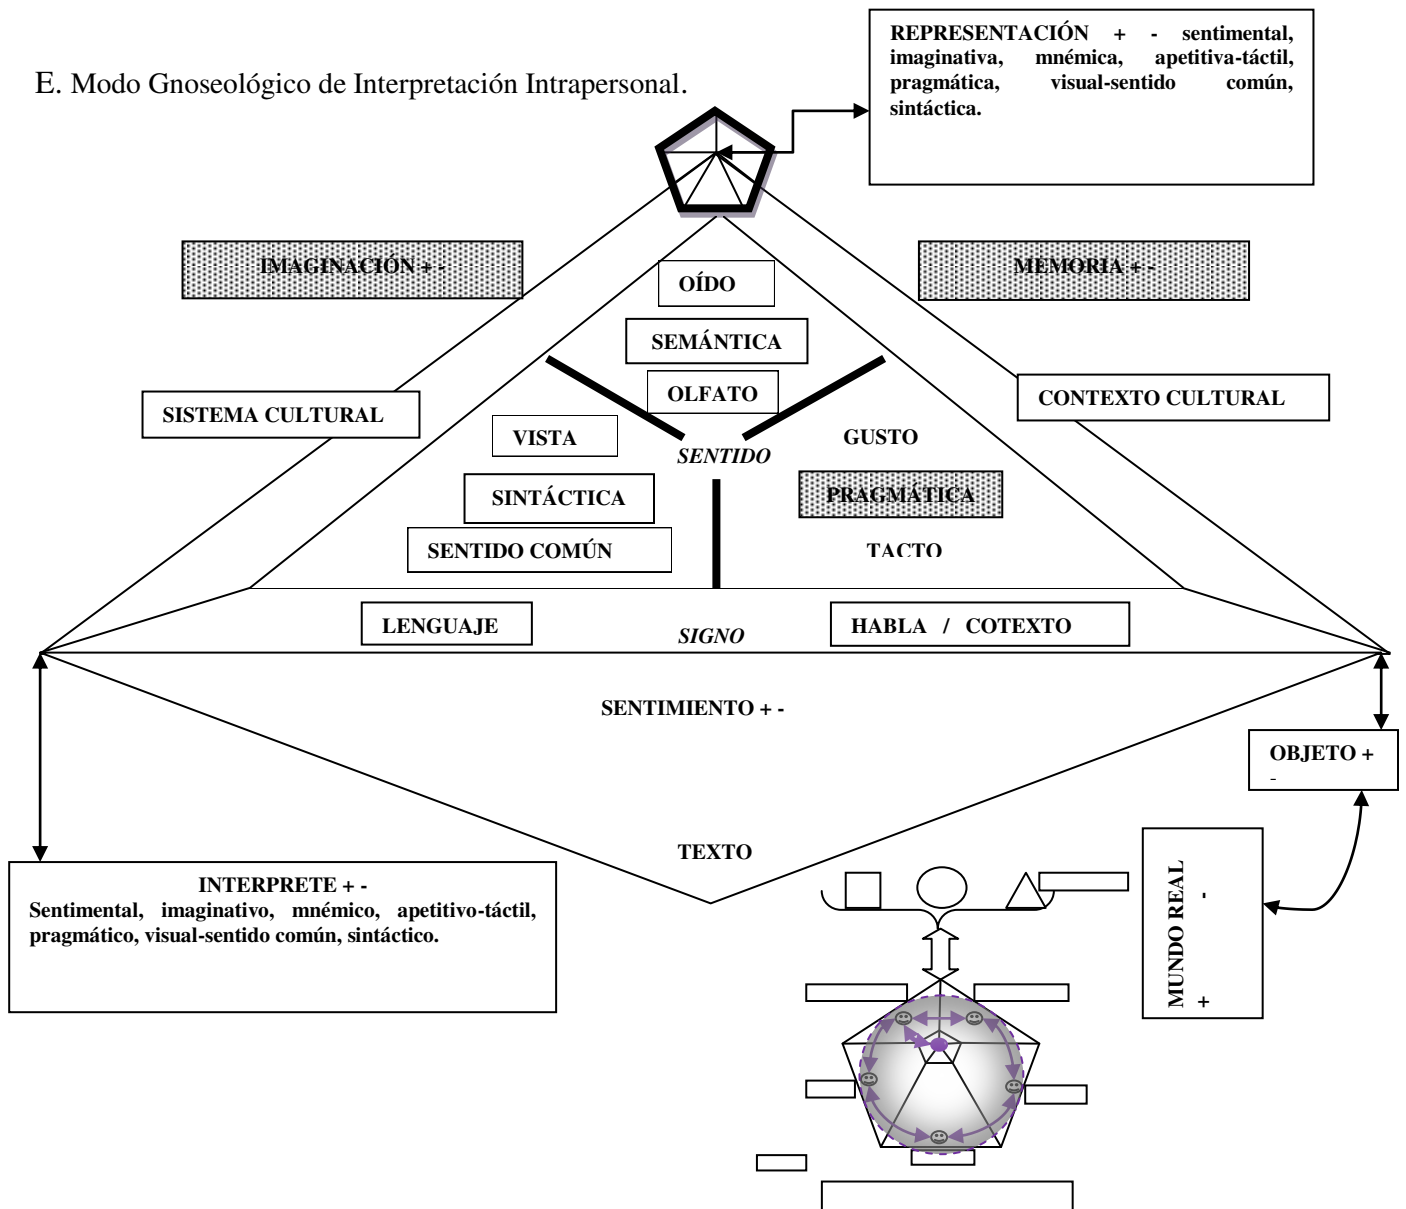 REPRESENTACIÓN + - sentimental,
imaginativa, mnémica, apetitiva-táctil,
pragmática, visual-sentido común,
sintáctica.
E. Modo Gnoseológico de Interpretación Intrapersonal.
IMAGINACIÓN + -
MEMORIA + -
OÍDO
SEMÁNTICA
OLFATO
SISTEMA CULTURAL
CONTEXTO CULTURAL
VISTA
GUSTO
SENTIDO
SINTÁCTICA
PRAGMÁTICA
SENTIDO COMÚN
TACTO
LENGUAJE
SIGNO
HABLA / COTEXTO
SENTIMIENTO + -
OBJETO +
-
TEXTO
INTERPRETE + -
Sentimental, imaginativo, mnémico, apetitivo-táctil,
pragmático, visual-sentido común, sintáctico.
MUNDO REAL
+ -